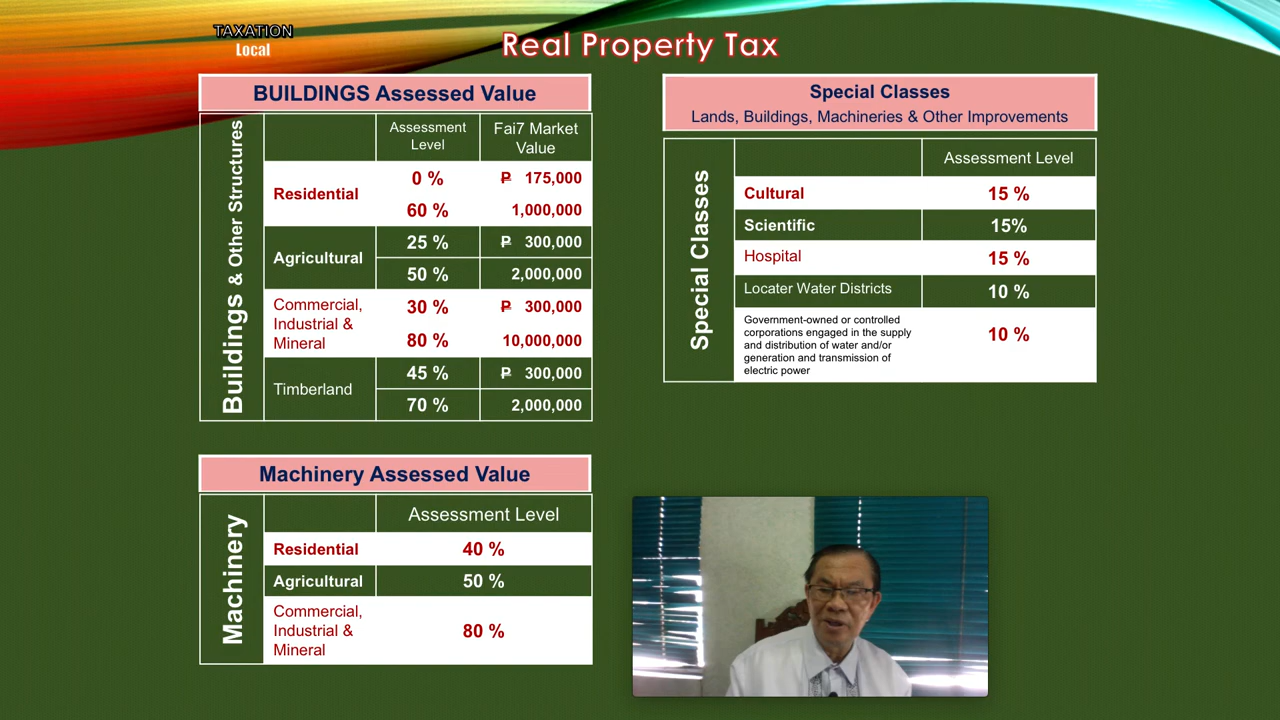 TAXATION
Local
Real Property Tax
BUILDINGS Assessed Value
Buildings & Other Structures
Assessment
Level
Fai7 Market
Value
Residential
0 %
₱ 175,000
60 %
1,000,000
Agricultural
25 %
₱ 300,000
50 %
2,000,000
Commercial,
Industrial &
Mineral
30 %
₱ 300,000
80 %
10,000,000
Timberland
45 %
₱ 300,000
70 %
2,000,000
Machinery Assessed Value
Machinery
Assessment Level
Residential
40 %
Agricultural
50 %
Commercial,
Industrial &
Mineral
80 %
Special Classes
Lands, Buildings, Machineries & Other Improvements
Special Classes
Assessment Level
Cultural
15 %
Scientific
15%
Hospital
15 %
Locater Water Districts
10 %
Government-owned or controlled
corporations engaged in the supply
and distribution of water and/or
generation and transmission of
electric power
10 %